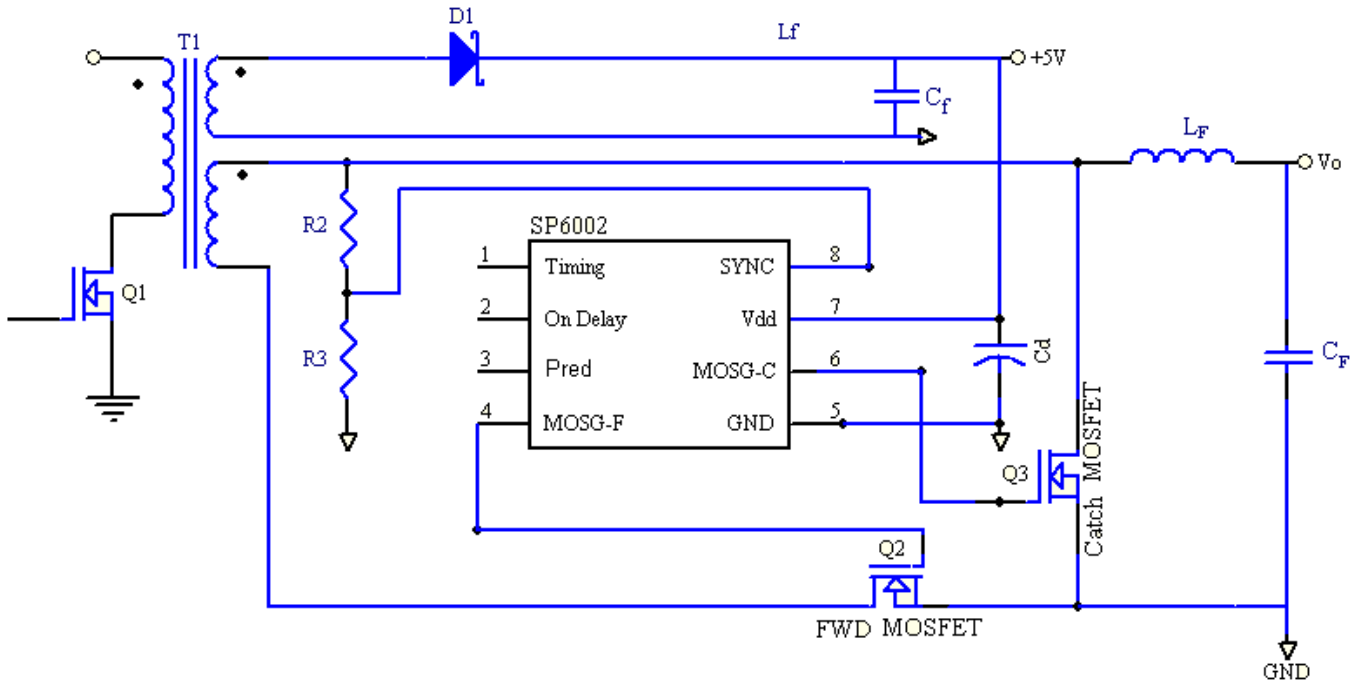 D1
T1
Lf
+5V
Cf
LF
Vo
R2
SP6002
1
Timing
SYNC
8
Q1
2
On Delay
Vdd
7
R3
3
Pred
MOSG-C
6
Cd
CF
4
MOSG-F
GND
5
Q3
Catch MOSFET
Q2
FWD MOSFET
GND